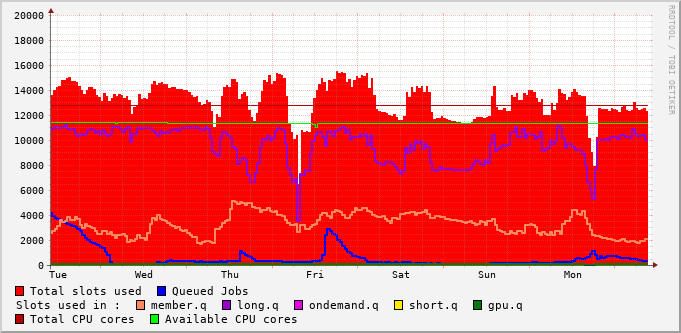 20000
18000
16000
14000
12000
10000
8000
6000
4000
2000
0
Tue Wed Thu Fri Sat Sun Mon
RRDTOOL / TOBI OETIKER
Total slots used Queued Jobs
Slots used in : member.q long.q ondemand.q short.q gpu.q
Total CPU cores Available CPU cores